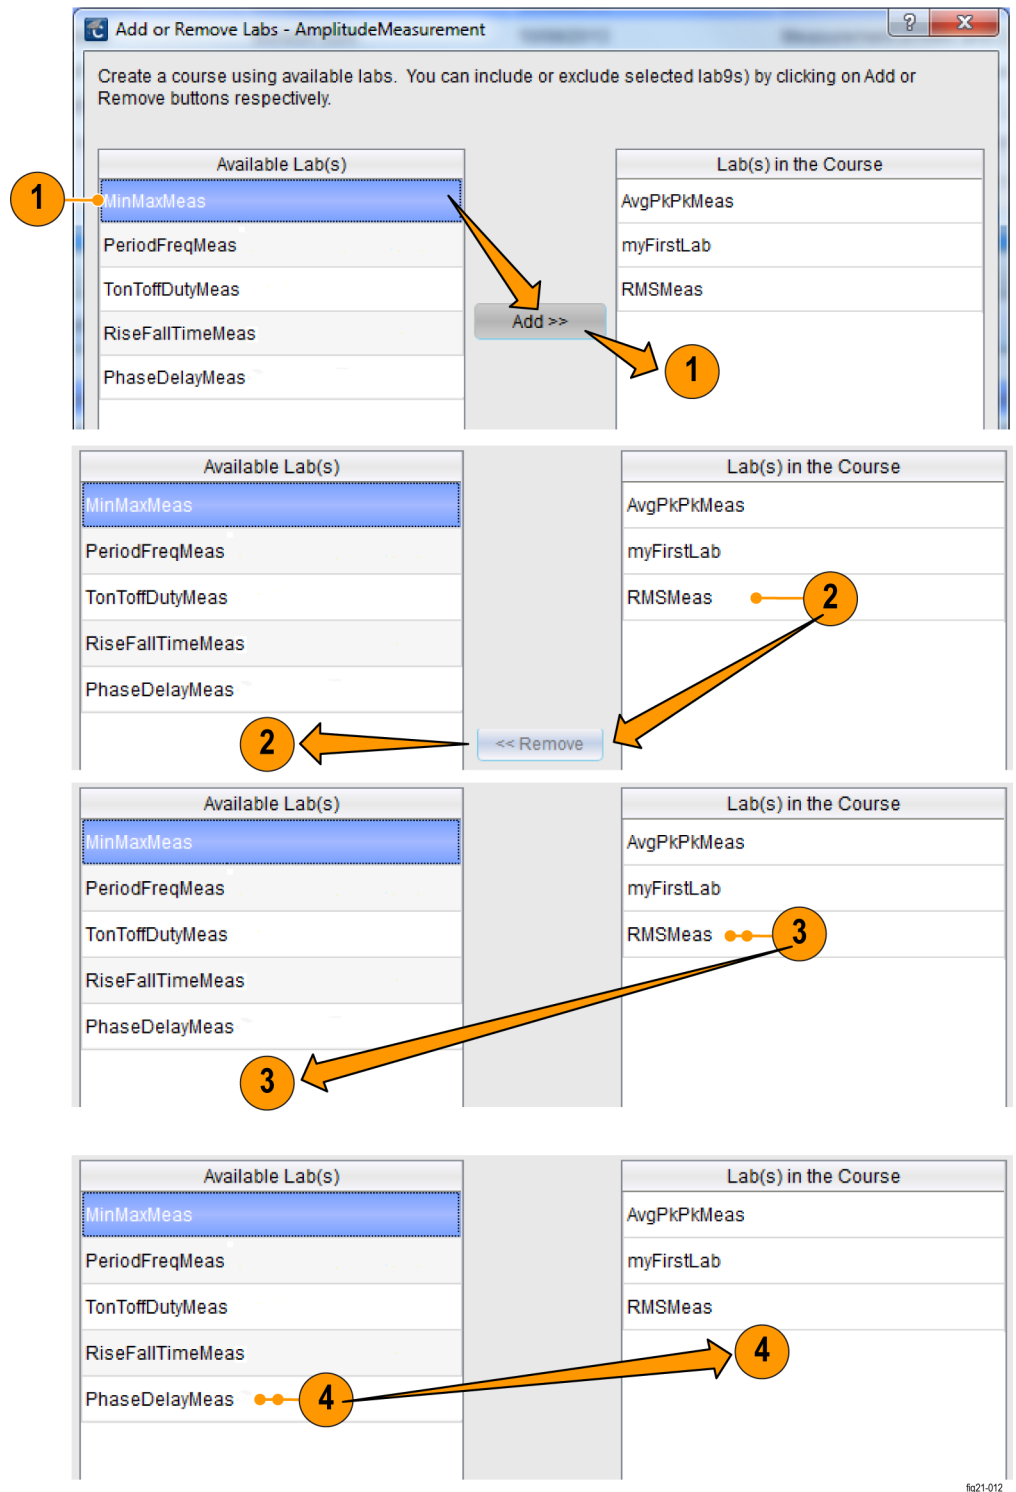 Add or Remove Labs - AmplitudeMeasurement
?
X
Create a course using available labs. You can include or exclude selected lab9s) by clicking on Add or
Remove buttons respectively.
Available Lab(s)
Lab(s) in the Course
1
MinMaxMeas
AvgPkPkMeas
PeriodFreqMeas
myFirstLab
TonToffDutyMeas
RMSMeas
Add >>
RiseFallTimeMeas
1
PhaseDelayMeas
Available Lab(s)
Lab(s) in the Course
MinMaxMeas
AvgPkPkMeas
PeriodFreqMeas
myFirstLab
TonToffDutyMeas
RMSMeas
2
RiseFallTimeMeas
PhaseDelayMeas
2
<< Remove
Available Lab(s)
Lab(s) in the Course
MinMaxMeas
AvgPkPkMeas
PeriodFreqMeas
myFirstLab
TonToffDutyMeas
RMSMeas
3
RiseFallTimeMeas
PhaseDelayMeas
3
Available Lab(s)
Lab(s) in the Course
MinMaxMeas
AvgPkPkMeas
PeriodFreqMeas
myFirstLab
TonToffDutyMeas
RMSMeas
RiseFallTimeMeas
4
PhaseDelayMeas
4
fig21-012